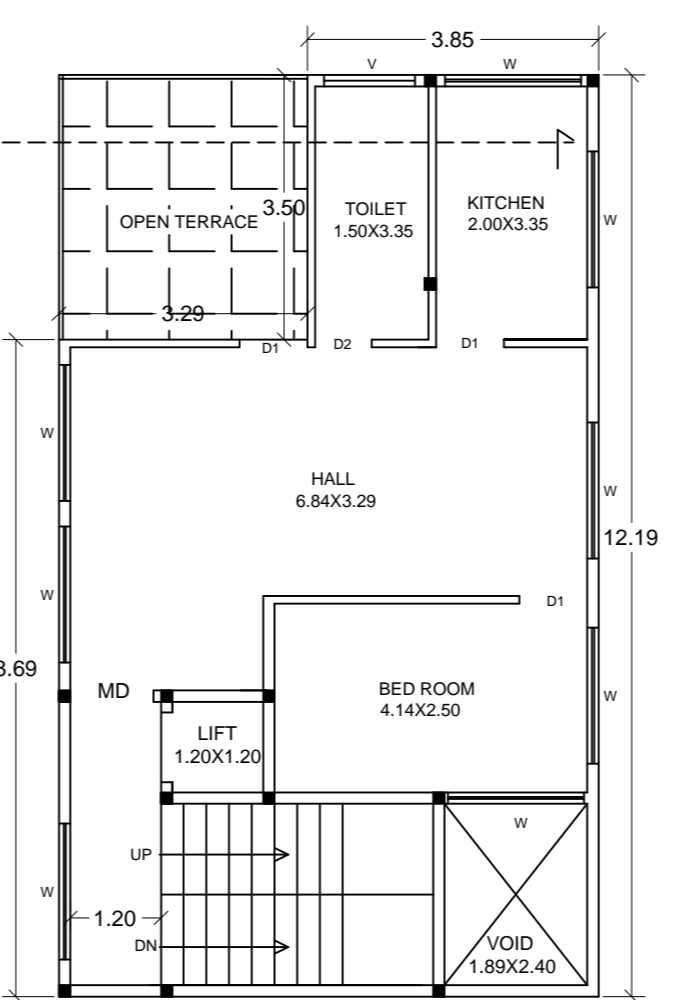 3.85
V
W
3.50
OPEN TERRACE
TOILET
1.50X3.35
KITCHEN
2.00X3.35
W
3.29
D1
D2
D1
W
HALL
6.84X3.29
W
12.19
W
D1
MD
BED ROOM
4.14X2.50
W
LIFT
1.20X1.20
W
UP
W
1.20
DN
VOID
1.89X2.40